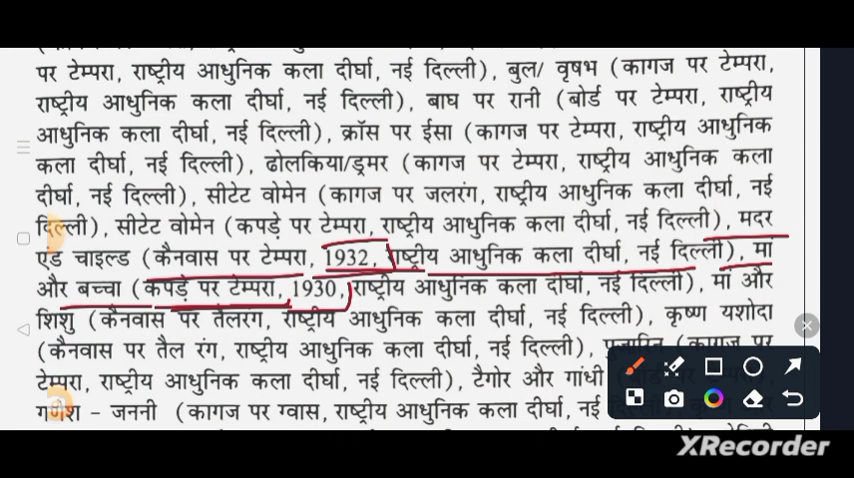 पर टेम्परा, राष्ट्रीय आधुनिक कला दीर्घा, नई दिल्ली), बुल/ वृषभ (कागज पर टेम्परा,
राष्ट्रीय आधुनिक कला दीर्घा, नई दिल्ली), बाघ पर रानी (बोर्ड पर टेम्परा, राष्ट्रीय
आधुनिक कला दीर्घा, नई दिल्ली), क्रॉस पर ईसा (कागज पर टेम्परा, राष्ट्रीय आधुनिक
कला दीर्घा, नई दिल्ली), ढोलकिया/ड्रमर (कागज पर टेम्परा, राष्ट्रीय आधुनिक कला
दीर्घा, नई दिल्ली), सीटेट वोमेन (कागज पर जलरंग, राष्ट्रीय आधुनिक कला दीर्घा, नई
दिल्ली), सीटेट वोमेन (कपड़े पर टेम्परा, राष्ट्रीय आधुनिक कला दीर्घा, नई दिल्ली), मदर
एंड चाइल्ड (कैनवास पर टेम्परा, 1932, राष्ट्रीय आधुनिक कला दीर्घा, नई दिल्ली), मां
और बच्चा (कपड़े पर टेम्परा, 1930, राष्ट्रीय आधुनिक कला दीर्घा, नई दिल्ली), माँ और
शिशु (कैनवास पर तैलरंग, राष्ट्रीय आधुनिक कला दीर्घा, नई दिल्ली), कृष्ण यशोदा
(कैनवास पर तैल रंग, राष्ट्रीय आधुनिक कला दीर्घा, नई दिल्ली), पुजारिन (कागज पर
टेम्परा, राष्ट्रीय आधुनिक कला दीर्घा, नई दिल्ली), टैगोर और गांधी
गणेश - जननी (कागज पर ग्वास, राष्ट्रीय आधुनिक कला दीर्घा, नई दिल्ली),
XRecorder